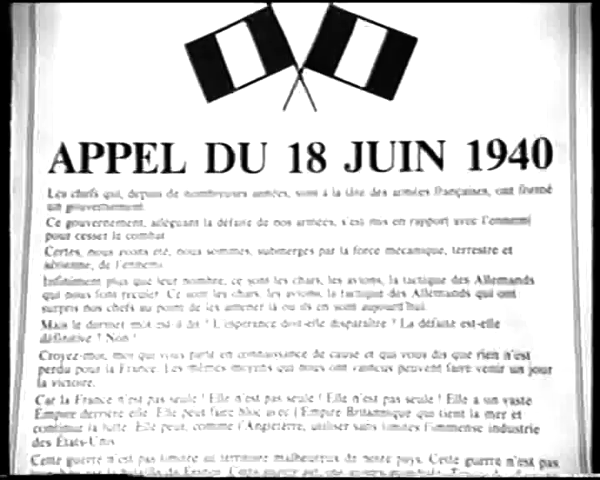 APPEL DU 18 JUIN 1940
Les chefs qui, depuis de nombreuses années, sont à la tête des armées françaises, ont formé
un gouvernement.
Ce gouvernement, alléguant la défaite de nos armées, s'est mis en rapport avec l'ennemi
pour cesser le combat.
Certes, nous avons été, nous sommes, submergés par la force mécanique, terrestre et
aérienne, de l'ennemi.
Infiniment plus que leur nombre, ce sont les chars, les avions, la tactique des Allemands
qui nous font reculer. Ce sont les chars, les avions, la tactique des Allemands qui ont
surpris nos chefs au point de les amener là où ils en sont aujourd'hui.
Mais le dernier mot est-il dit ? L'espérance doit-elle disparaître ? La défaite est-elle
définitive ? Non !
Croyez-moi, moi qui vous parle en connaissance de cause et qui vous dis que rien n'est
perdu pour la France. Les mêmes moyens qui nous ont vaincus peuvent faire venir un jour
la victoire.
Car la France n'est pas seule ! Elle n'est pas seule ! Elle n'est pas seule ! Elle a un vaste
Empire derrière elle. Elle peut faire bloc avec l'Empire Britannique qui tient la mer et
continue la lutte. Elle peut, comme l'Angleterre, utiliser sans limites l'immense industrie
des États-Unis.
Cette guerre n'est pas limitée au territoire malheureux de notre pays. Cette guerre n'est pas